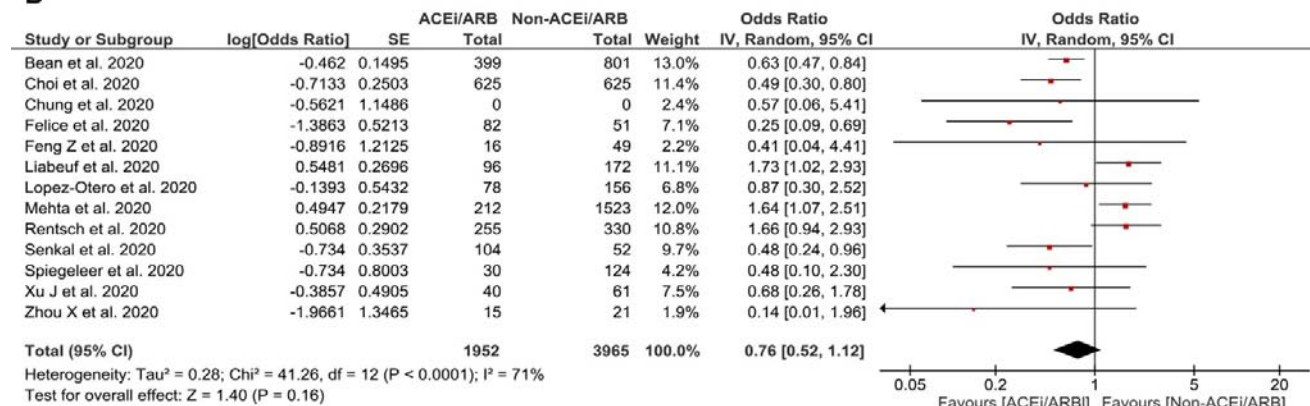 ACEi/ARB Non-ACEi/ARB Odds Ratio Odds Ratio
Study or Subgroup log[Odds Ratio] SE Total Total Weight IV, Random, 95% CI IV, Random, 95% CI
Bean et al. 2020 -0.462 0.1495 399 801 13.0% 0.63 [0.47, 0.84]
Choi et al. 2020 -0.7133 0.2503 625 625 11.4% 0.49 [0.30, 0.80]
Chung et al. 2020 -0.5621 1.1486 0 0 2.4% 0.57 [0.06, 5.41]
Felice et al. 2020 -1.3863 0.5213 82 51 7.1% 0.25 [0.09, 0.69]
Feng Z et al. 2020 -0.8916 1.2125 16 49 2.2% 0.41 [0.04, 4.41]
Liabeuf et al. 2020 0.5481 0.2696 96 172 11.1% 1.73 [1.02, 2.93]
Lopez-Otero et al. 2020 -0.1393 0.5432 78 156 6.8% 0.87 [0.30, 2.52]
Mehta et al. 2020 0.4947 0.2179 212 1523 12.0% 1.64 [1.07, 2.51]
Rentsch et al. 2020 0.5068 0.2902 255 330 10.8% 1.66 [0.94, 2.93]
Senkal et al. 2020 -0.734 0.3537 104 52 9.7% 0.48 [0.24, 0.96]
Spiegeleer et al. 2020 -0.734 0.8003 30 124 4.2% 0.48 [0.10, 2.30]
Xu J et al. 2020 -0.3857 0.4905 40 61 7.5% 0.68 [0.26, 1.78]
Zhou X et al. 2020 -1.9661 1.3465 15 21 1.9% 0.14 [0.01, 1.96]
Total (95% CI) 1952 3965 100.0% 0.76 [0.52, 1.12]
Heterogeneity: Tau² = 0.28; Chi² = 41.26, df = 12 (P < 0.0001); I² = 71%
Test for overall effect: Z = 1.40 (P = 0.16)
0.05 0.2 1 5 20
Favours [ACEi/ARB] Favours [Non-ACEi/ARB]